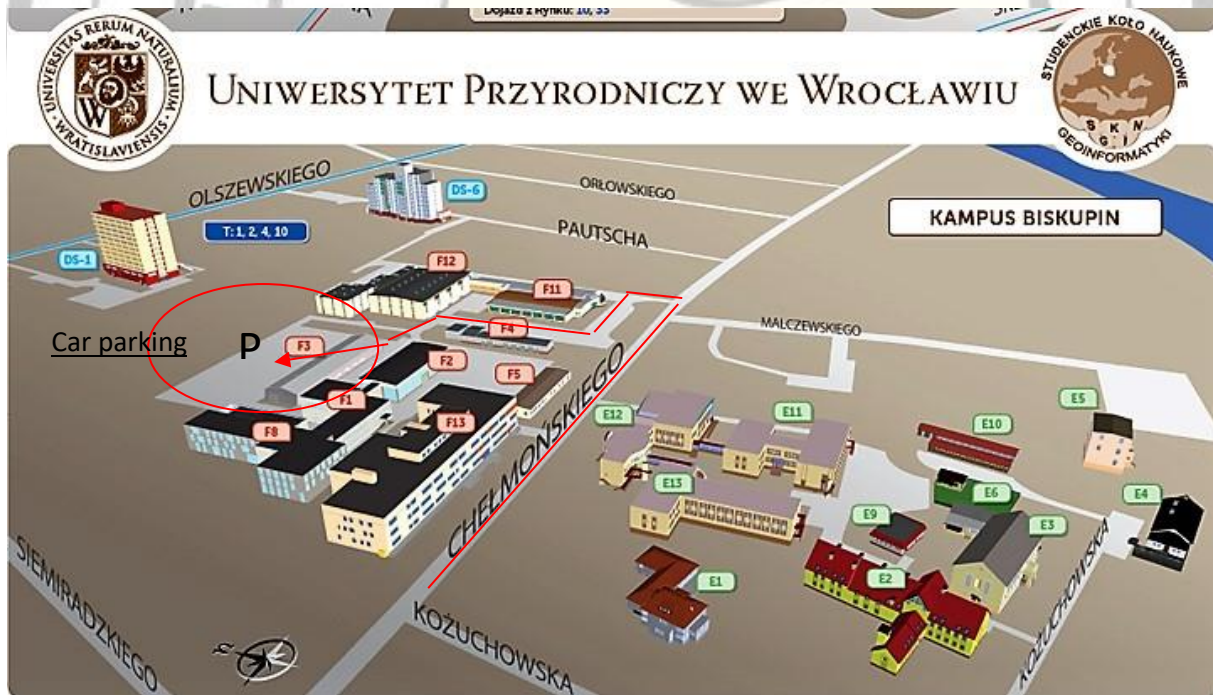 Dojazd z Rynku: 10, 33
UNIVERSITAS RERUM NATURALIUM
WRATISLAVIENSIS
W
UNIWERSYTET PRZYRODNICZY WE WROCŁAWIU
STUDENCKIE KOŁO NAUKOWE
SKN
GI
GEOINFORMATYKI
OLSZEWSKIEGO
DS-6
ORŁOWSKIEGO
KAMPUS BISKUPIN
T: 1, 2, 4, 10
PAUTSCHA
DS-1
F12
F11
Car parking
P
F3
F4
MALCZEWSKIEGO
F2
F5
F1
F8
F13
CHEŁMOŃSKIEGO
E12
E11
E10
E5
E13
E6
E4
E9
E3
E1
E2
SIEMIRADZKIEGO
KOŻUCHOWSKA
KOŻUCHOWSKA